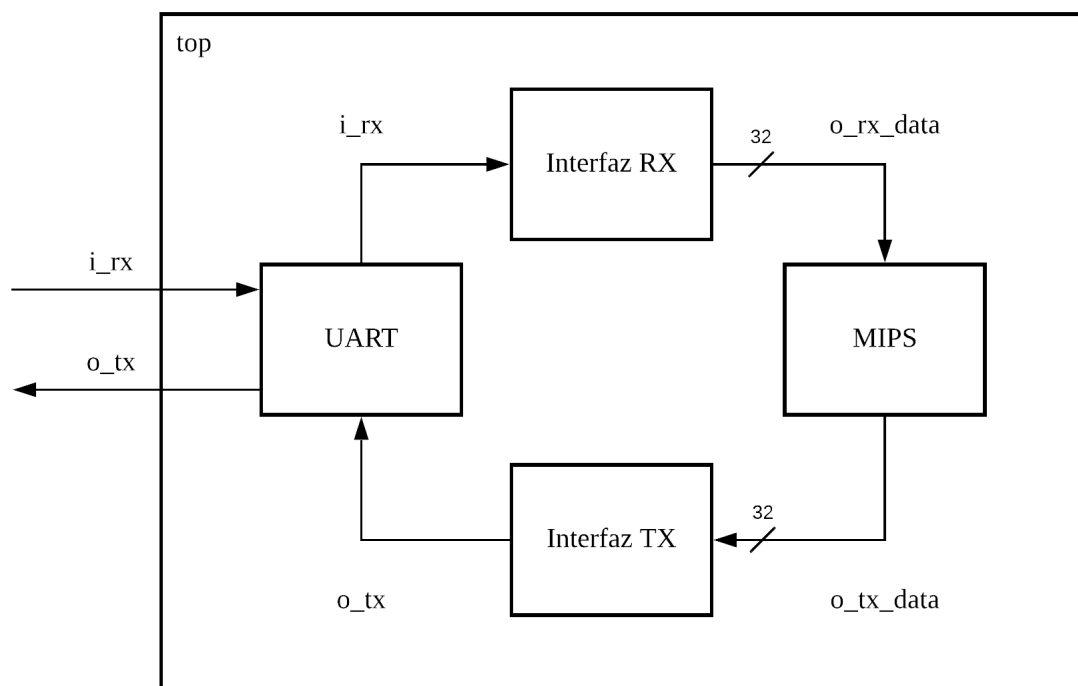 top
i_rx
32
o_rx_data
Interfaz RX
i_rx
UART
MIPS
o_tx
32
Interfaz TX
o_tx
o_tx_data